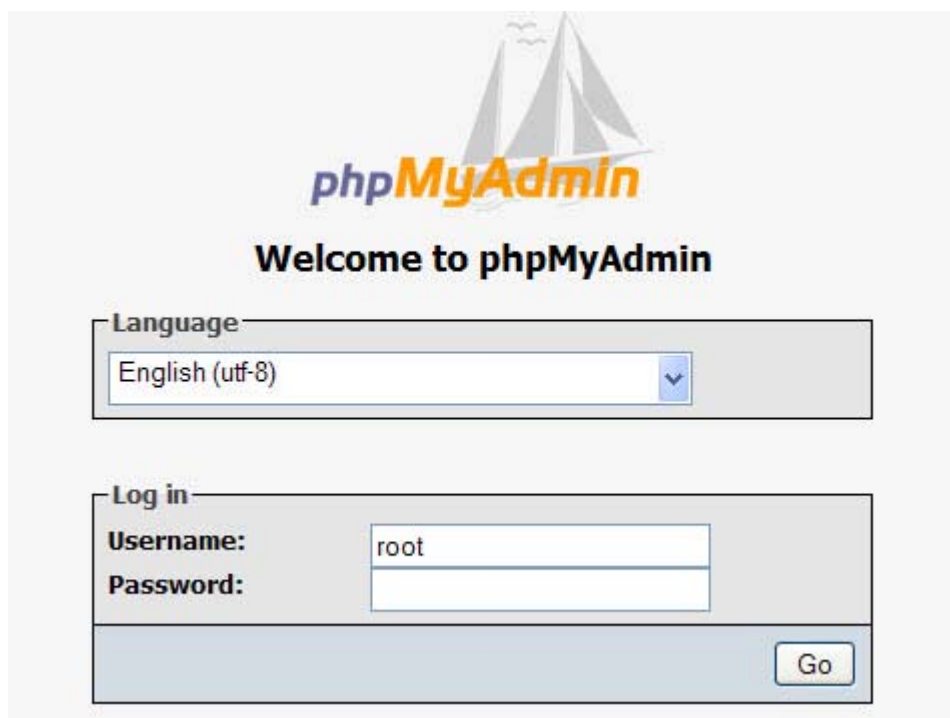 phpMyAdmin
Welcome to phpMyAdmin
Language
English (utf-8)
Log in
Username: root
Password:
Go